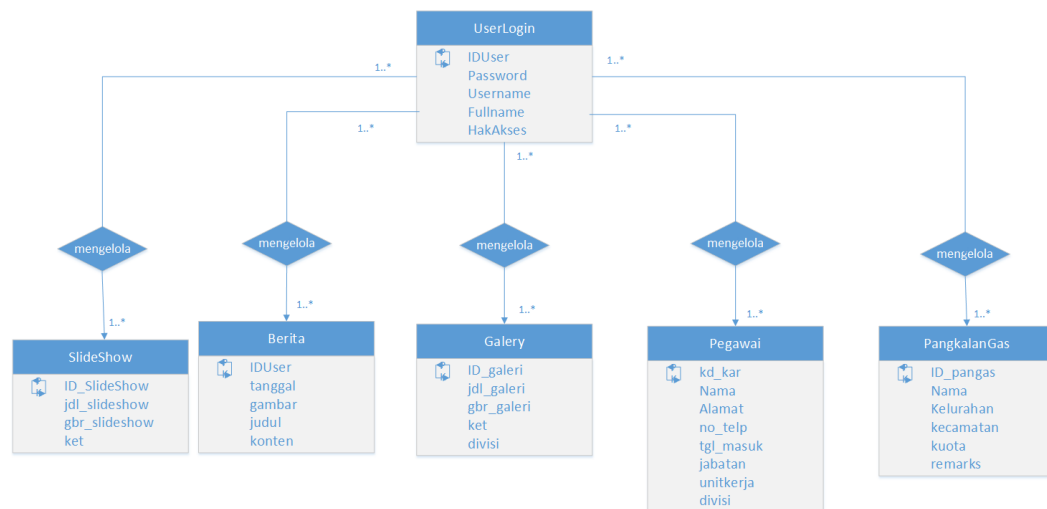 UserLogin
IDUser
Password
Username
Fullname
HakAkses
1..*
1..*
1..*
1..*
1..*
mengelola
mengelola
mengelola
mengelola
mengelola
1..*
1..*
1..*
1..*
1..*
SlideShow
ID_SlideShow
jdl_slideshow
gbr_slideshow
ket
Berita
IDUser
tanggal
gambar
judul
konten
Galery
ID_galeri
jdl_galeri
gbr_galeri
ket
divisi
Pegawai
kd_kar
Nama
Alamat
no_telp
tgl_masuk
jabatan
unitkerja
divisi
PangkalanGas
ID_pangas
Nama
Kelurahan
kecamatan
kuota
remarks